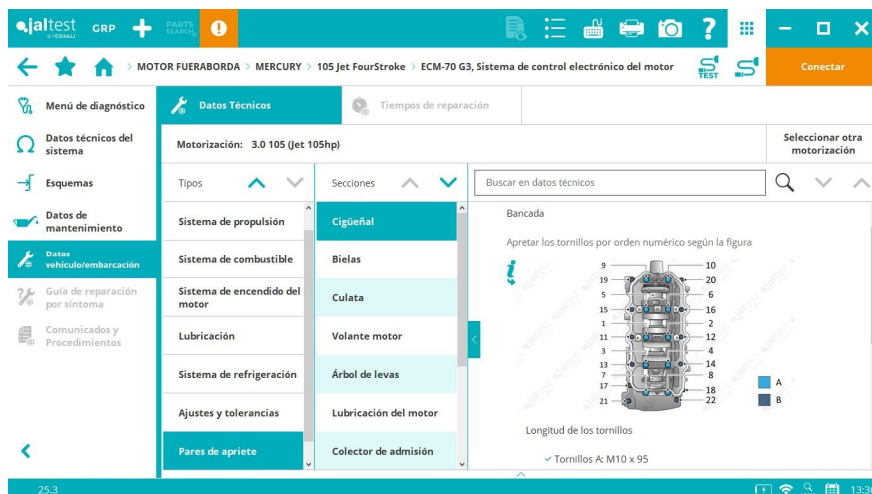 jaltest
BY COJALI
GRP
PARTS
SEARCH
MOTOR FUERABORDA > MERCURY > 105 Jet FourStroke > ECM-70 G3, Sistema de control electrónico del motor
TEST
Conectar
Menú de diagnóstico
Datos técnicos del
sistema
Esquemas
Datos de
mantenimiento
Datos
vehículo/embarcación
Guía de reparación
por síntoma
Comunicados y
Procedimientos
Datos Técnicos
Tiempos de reparación
Motorización: 3.0 105 (Jet 105hp)
Seleccionar otra
motorización
Tipos
Sistema de propulsión
Sistema de combustible
Sistema de encendido del
motor
Lubricación
Sistema de refrigeración
Ajustes y tolerancias
Pares de apriete
Secciones
Cigüeñal
Bielas
Culata
Volante motor
Árbol de levas
Lubricación del motor
Colector de admisión
Buscar en datos técnicos
Bancada
Apretar los tornillos por orden numérico según la figura
9 10
19 20
5 6
15 16
1 2
11 12
3 4
13 14
7 8
17 18
21 22
A
B
Longitud de los tornillos
Tornillos A: M10 x 95
25.3
13:30